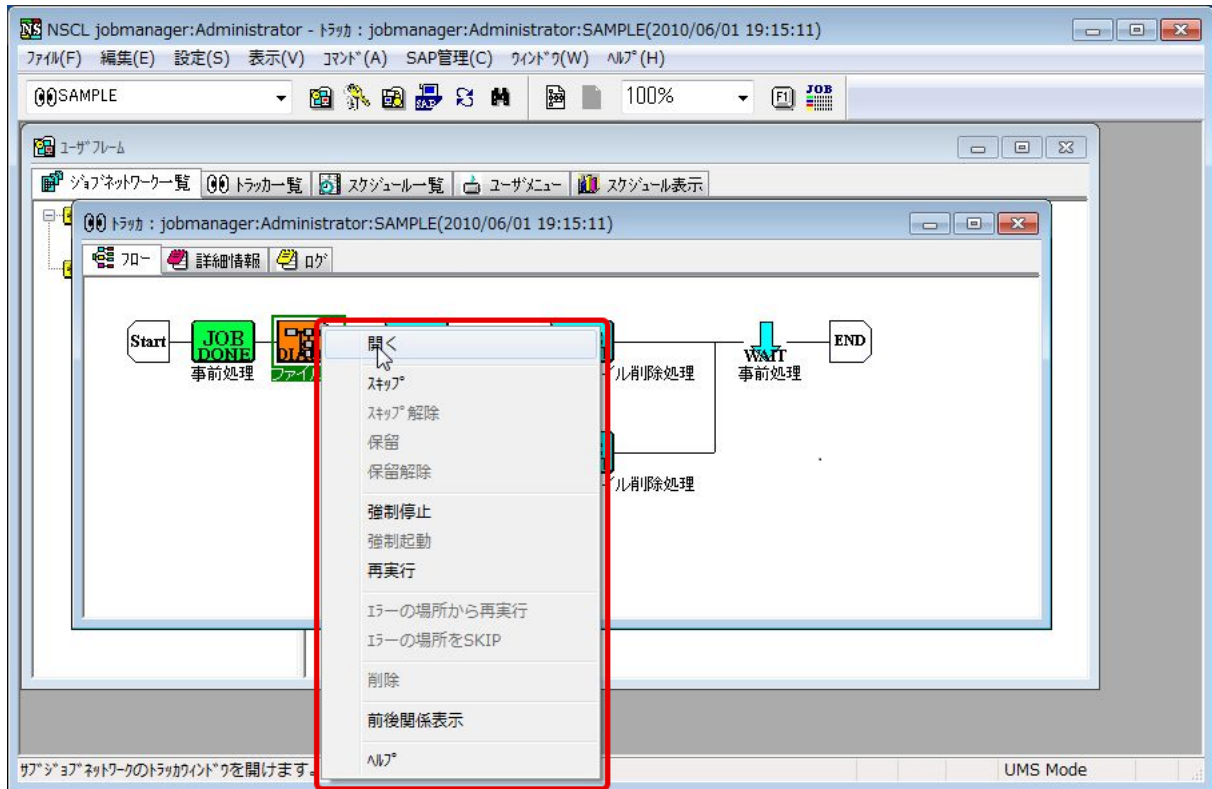 NSCL jobmanager:Administrator - ﾄﾗｯｶ : jobmanager:Administrator:SAMPLE(2010/06/01 19:15:11)
ﾌｧｲﾙ(F) 編集(E) 設定(S) 表示(V) ｺﾏﾝﾄﾞ(A) SAP管理(C) ｳｨﾝﾄﾞｳ(W) ﾍﾙﾌﾟ(H)
SAMPLE SAP 100% F1 JOB
ﾕｰｻﾞﾌﾚｰﾑ
ジョブネットワーク一覧 トラッカ一覧 スケジュール一覧 ユーザメニュー スケジュール表示
ﾄﾗｯｶ : jobmanager:Administrator:SAMPLE(2010/06/01 19:15:11)
フロー 詳細情報 ログ
Start JOB DONE WAIT END
事前処理 ファイ ル削除処理 事前処理
ル削除処理
開く
ｽｷｯﾌﾟ
ｽｷｯﾌﾟ解除
保留
保留解除
強制停止
強制起動
再実行
ｴﾗｰの場所から再実行
ｴﾗｰの場所をSKIP
削除
前後関係表示
ﾍﾙﾌﾟ
ｻﾌﾞｼﾞｮﾌﾞﾈｯﾄﾜｰｸのﾄﾗｯｶｳｨﾝﾄﾞｳを開けます。 UMS Mode